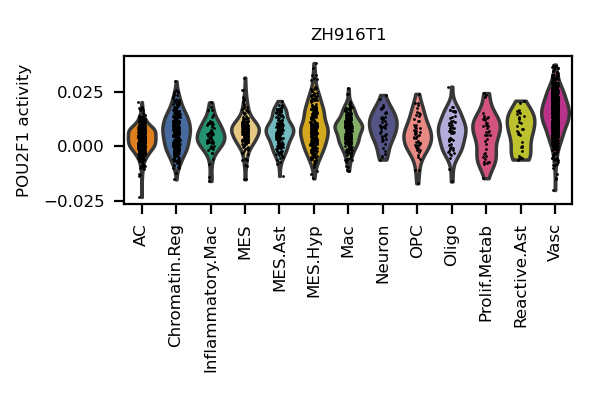 ZH916T1
POU2F1 activity
0.025
0.000
−0.025
AC
Chromatin.Reg
Inflammatory.Mac
MES
MES.Ast
MES.Hyp
Mac
Neuron
OPC
Oligo
Prolif.Metab
Reactive.Ast
Vasc